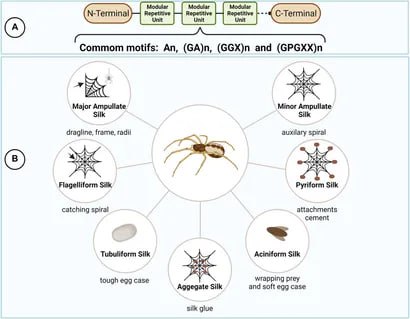 A
N-Terminal
Modular
Repetitive
Unit
Modular
Repetitive
Unit
Modular
Repetitive
Unit
C-Terminal
Common motifs: An, (GA)n, (GGX)n and (GPGXX)n
B
Major Ampullate
Silk
dragline, frame, radii
Minor Ampullate
Silk
auxilary spiral
Flagelliform Silk
catching spiral
Pyriform Silk
attachments
cement
Tubuliform Silk
tough egg case
Aggegate Silk
silk glue
Aciniform Silk
wrapping prey
and soft egg case